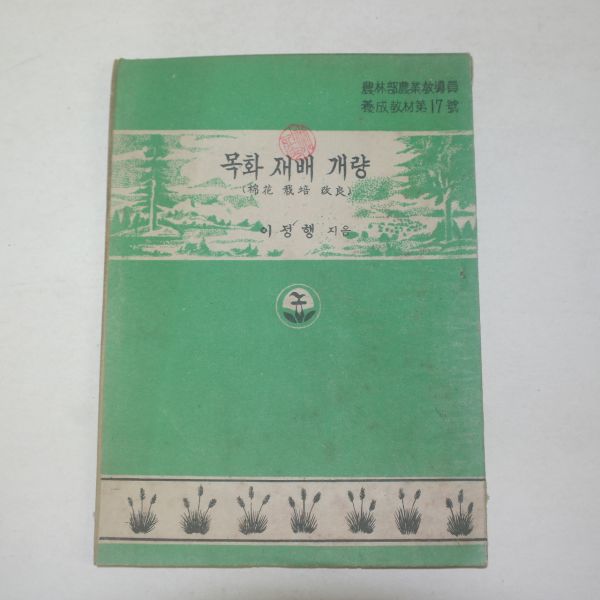 農林部農業敎導員
養成敎材第17號
목화 재배 개량
(棉花 栽培 改良)
이정행 지음